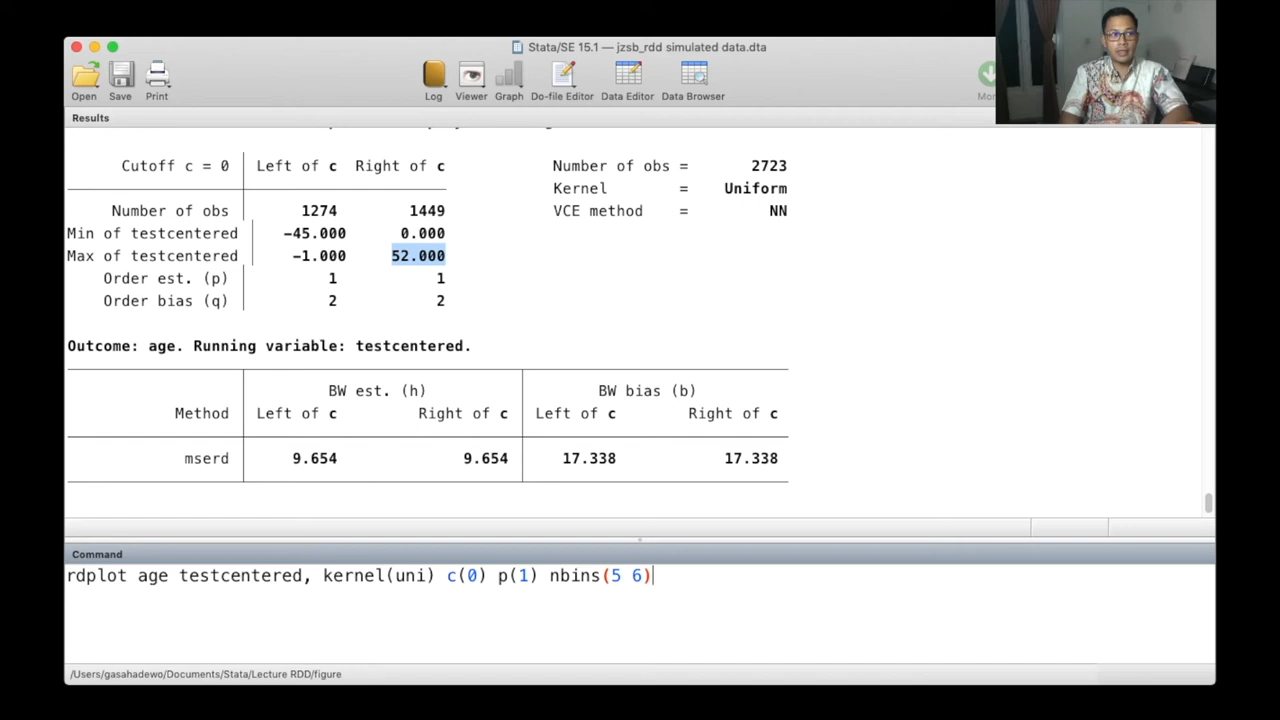 Stata/SE 15.1 — jzsb_rdd simulated data.dta
Open Save Print Log Viewer Graph Do-file Editor Data Editor Data Browser
Results
Cutoff c = 0 Left of c Right of c Number of obs = 2723
Kernel = Uniform
Number of obs 1274 1449 VCE method = NN
Min of testcentered -45.000 0.000
Max of testcentered -1.000 52.000
Order est. (p) 1 1
Order bias (q) 2 2
Outcome: age. Running variable: testcentered.
BW est. (h) BW bias (b)
Method Left of c Right of c Left of c Right of c
mserd 9.654 9.654 17.338 17.338
Command
rdplot age testcentered, kernel(uni) c(0) p(1) nbins(5 6)
/Users/gasahadewo/Documents/Stata/Lecture RDD/figure